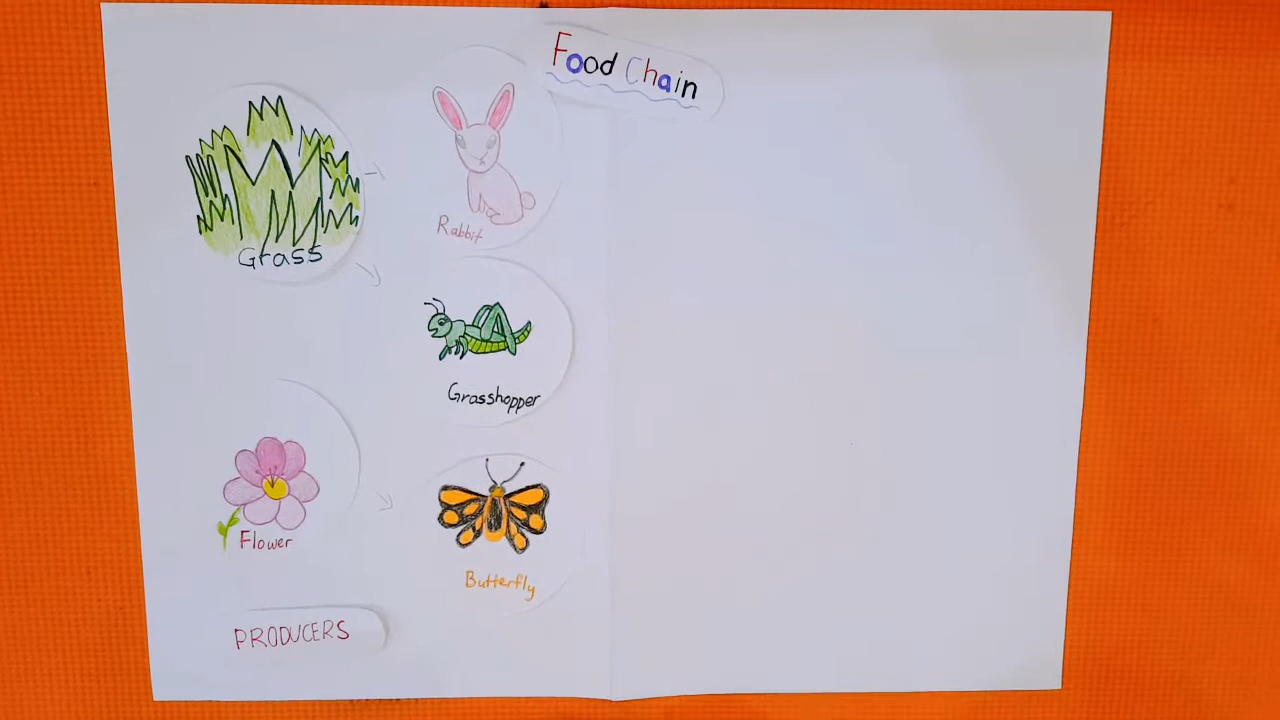 Food Chain
Grass
Rabbit
Grasshopper
Flower
Butterfly
PRODUCERS